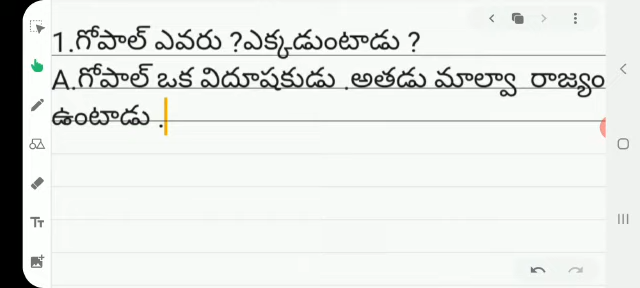 1.గోపాల్ ఎవరు ?ఎక్కడుంటాడు ?
A.గోపాల్ ఒక విదూషకుడు .అతడు మాల్వా రాజ్యం
ఉంటాడు .